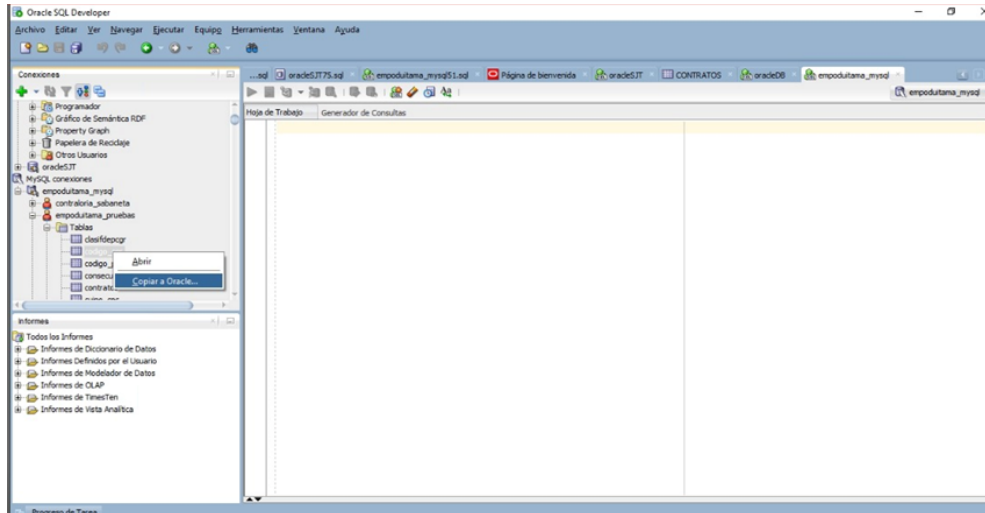 Oracle SQL Developer
Archivo Editar Ver Navegar Ejecutar Equipo Herramientas Ventana Ayuda
Conexiones
...sql oracleSJT75.sql empoduitama_mysql51.sql Página de bienvenida oracleSJT CONTRATOS oracleDB empoduitama_mysql
empoduitama_mysql
Hoja de Trabajo Generador de Consultas
Programador
Gráfico de Semántica RDF
Property Graph
Papelera de Reciclaje
Otros Usuarios
oracleSJT
MySQL conexiones
empoduitama_mysql
contraloria_sabaneta
empoduitama_pruebas
Tablas
clasifdepcgr
Abrir
Copiar a Oracle...
Informes
Todos los Informes
Informes de Diccionario de Datos
Informes Definidos por el Usuario
Informes de Modelador de Datos
Informes de OLAP
Informes de TimesTen
Informes de Vista Analítica
Progreso de Tarea